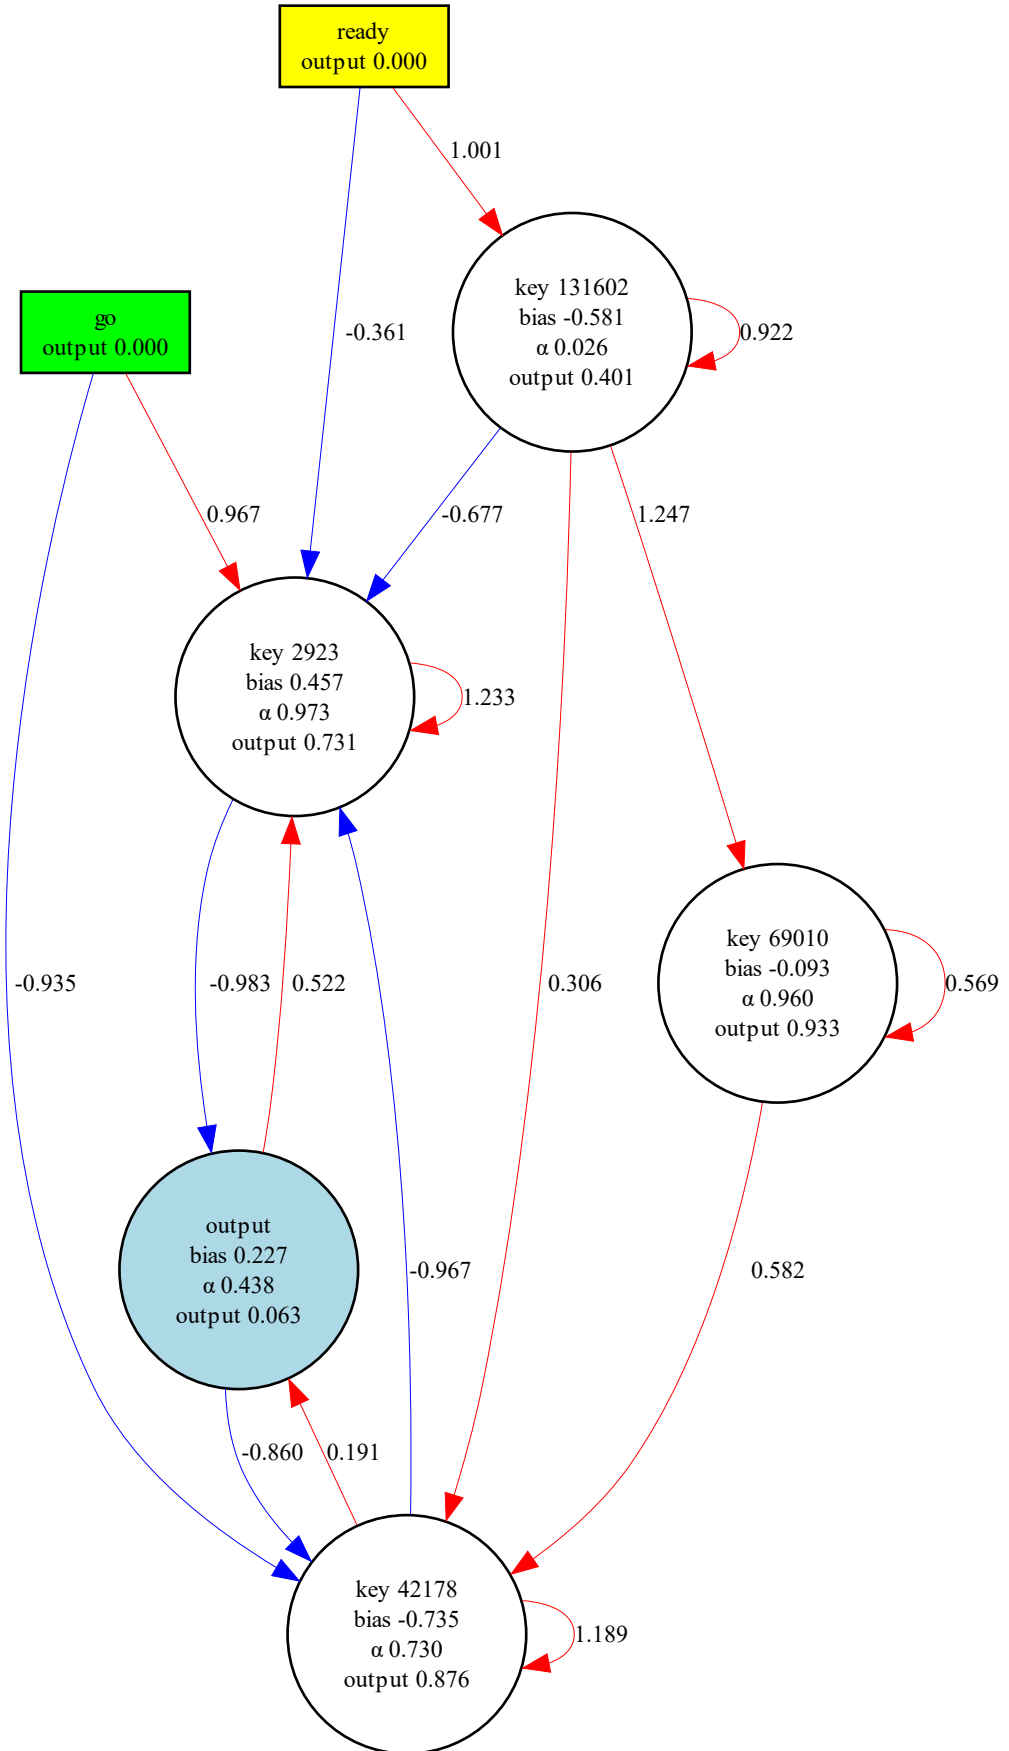 ready
output 0.000
1.001
key 131602
bias -0.581
α 0.026
output 0.401
0.922
go
output 0.000
-0.361
0.967
-0.677
1.247
key 2923
bias 0.457
α 0.973
output 0.731
1.233
key 69010
bias -0.093
α 0.960
output 0.933
0.569
-0.935
-0.983
0.522
0.306
output
bias 0.227
α 0.438
output 0.063
-0.967
0.582
-0.860
0.191
key 42178
bias -0.735
α 0.730
output 0.876
1.189